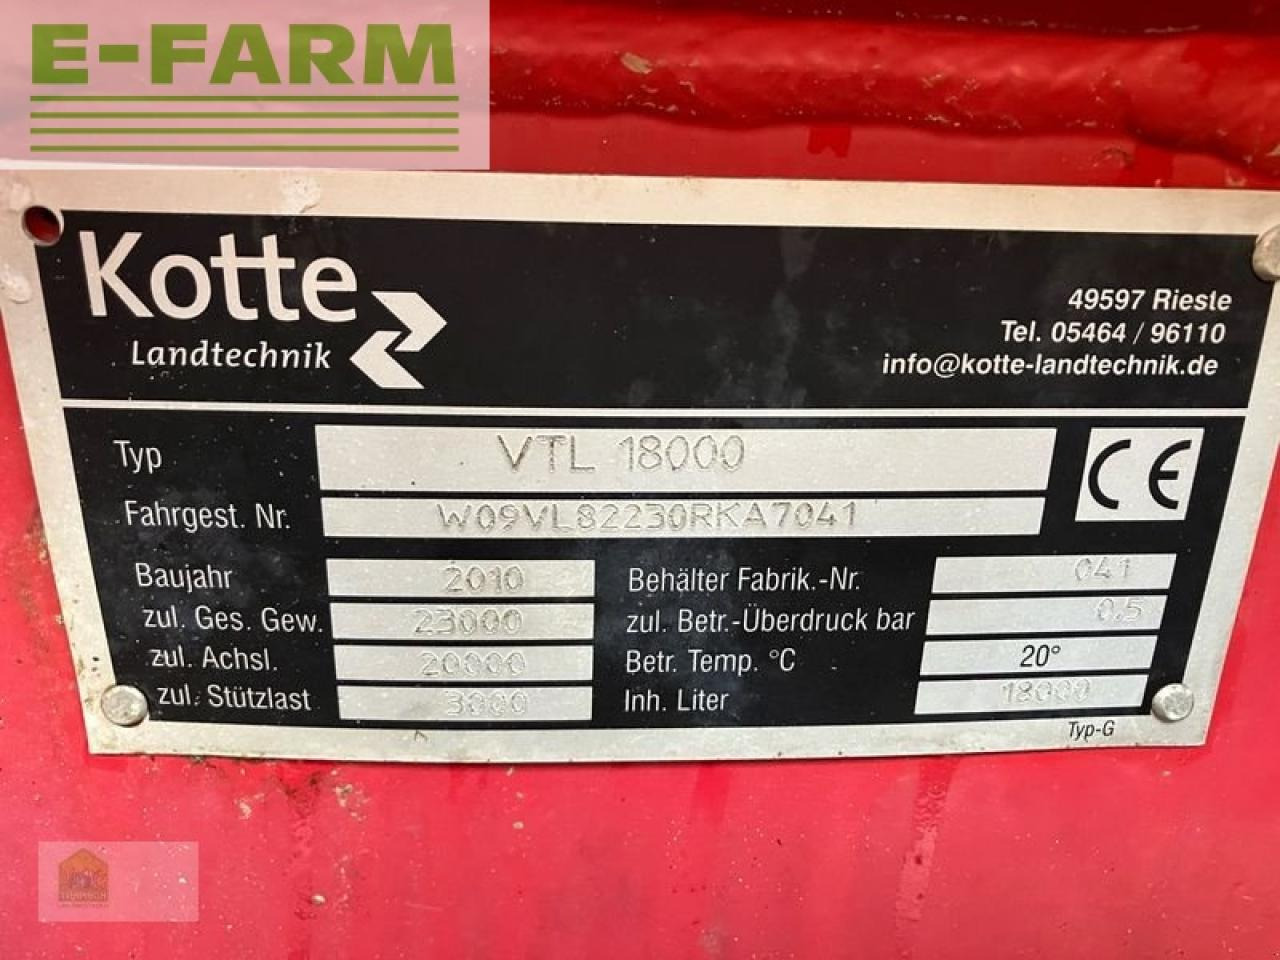 E-FARM
Kotte
Landtechnik
49597 Rieste
Tel. 05464 / 96110
info@kotte-landtechnik.de
Typ VTL 18000
CE
Fahrgest. Nr. W09VL82230RKA7041
Baujahr 2010 Behälter Fabrik.-Nr. 041
zul. Ges. Gew. 23000 zul. Betr.-Überdruck bar 0.5
zul. Achsl. 20000 Betr. Temp. °C 20°
zul. Stützlast 3000 Inh. Liter 18000
Typ-G